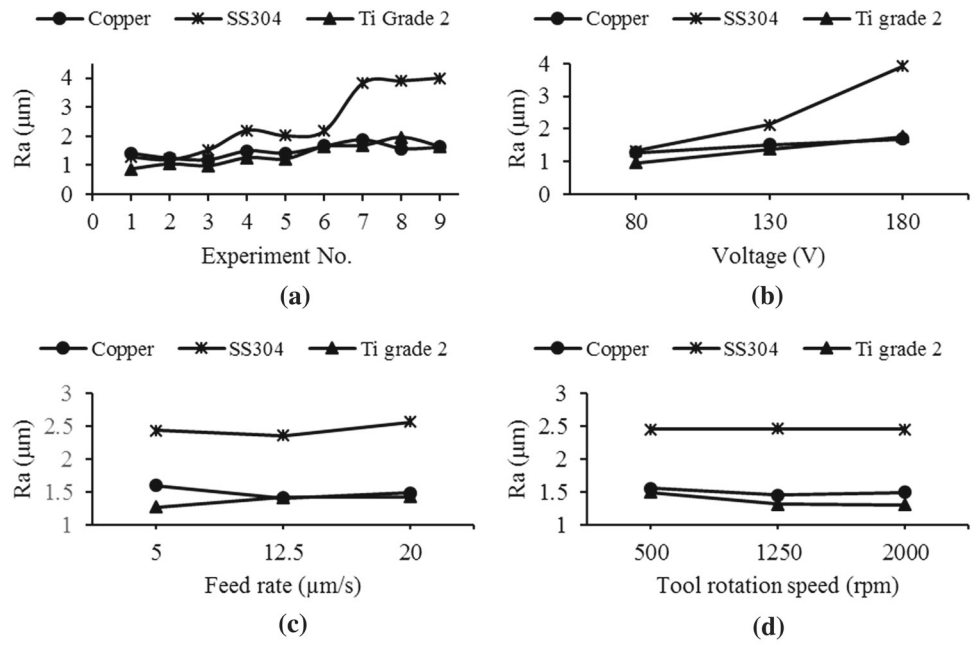 Copper SS304 Ti Grade 2
Ra (µm)
4
3
2
1
0
0 1 2 3 4 5 6 7 8 9
Experiment No.
(a)
Copper SS304 Ti grade 2
Ra (µm)
4
3
2
1
0
80 130 180
Voltage (V)
(b)
Copper SS304 Ti grade 2
Ra (µm)
3
2.5
2
1.5
1
5 12.5 20
Feed rate (µm/s)
(c)
Copper SS304 Ti grade 2
Ra (µm)
3
2.5
2
1.5
1
500 1250 2000
Tool rotation speed (rpm)
(d)